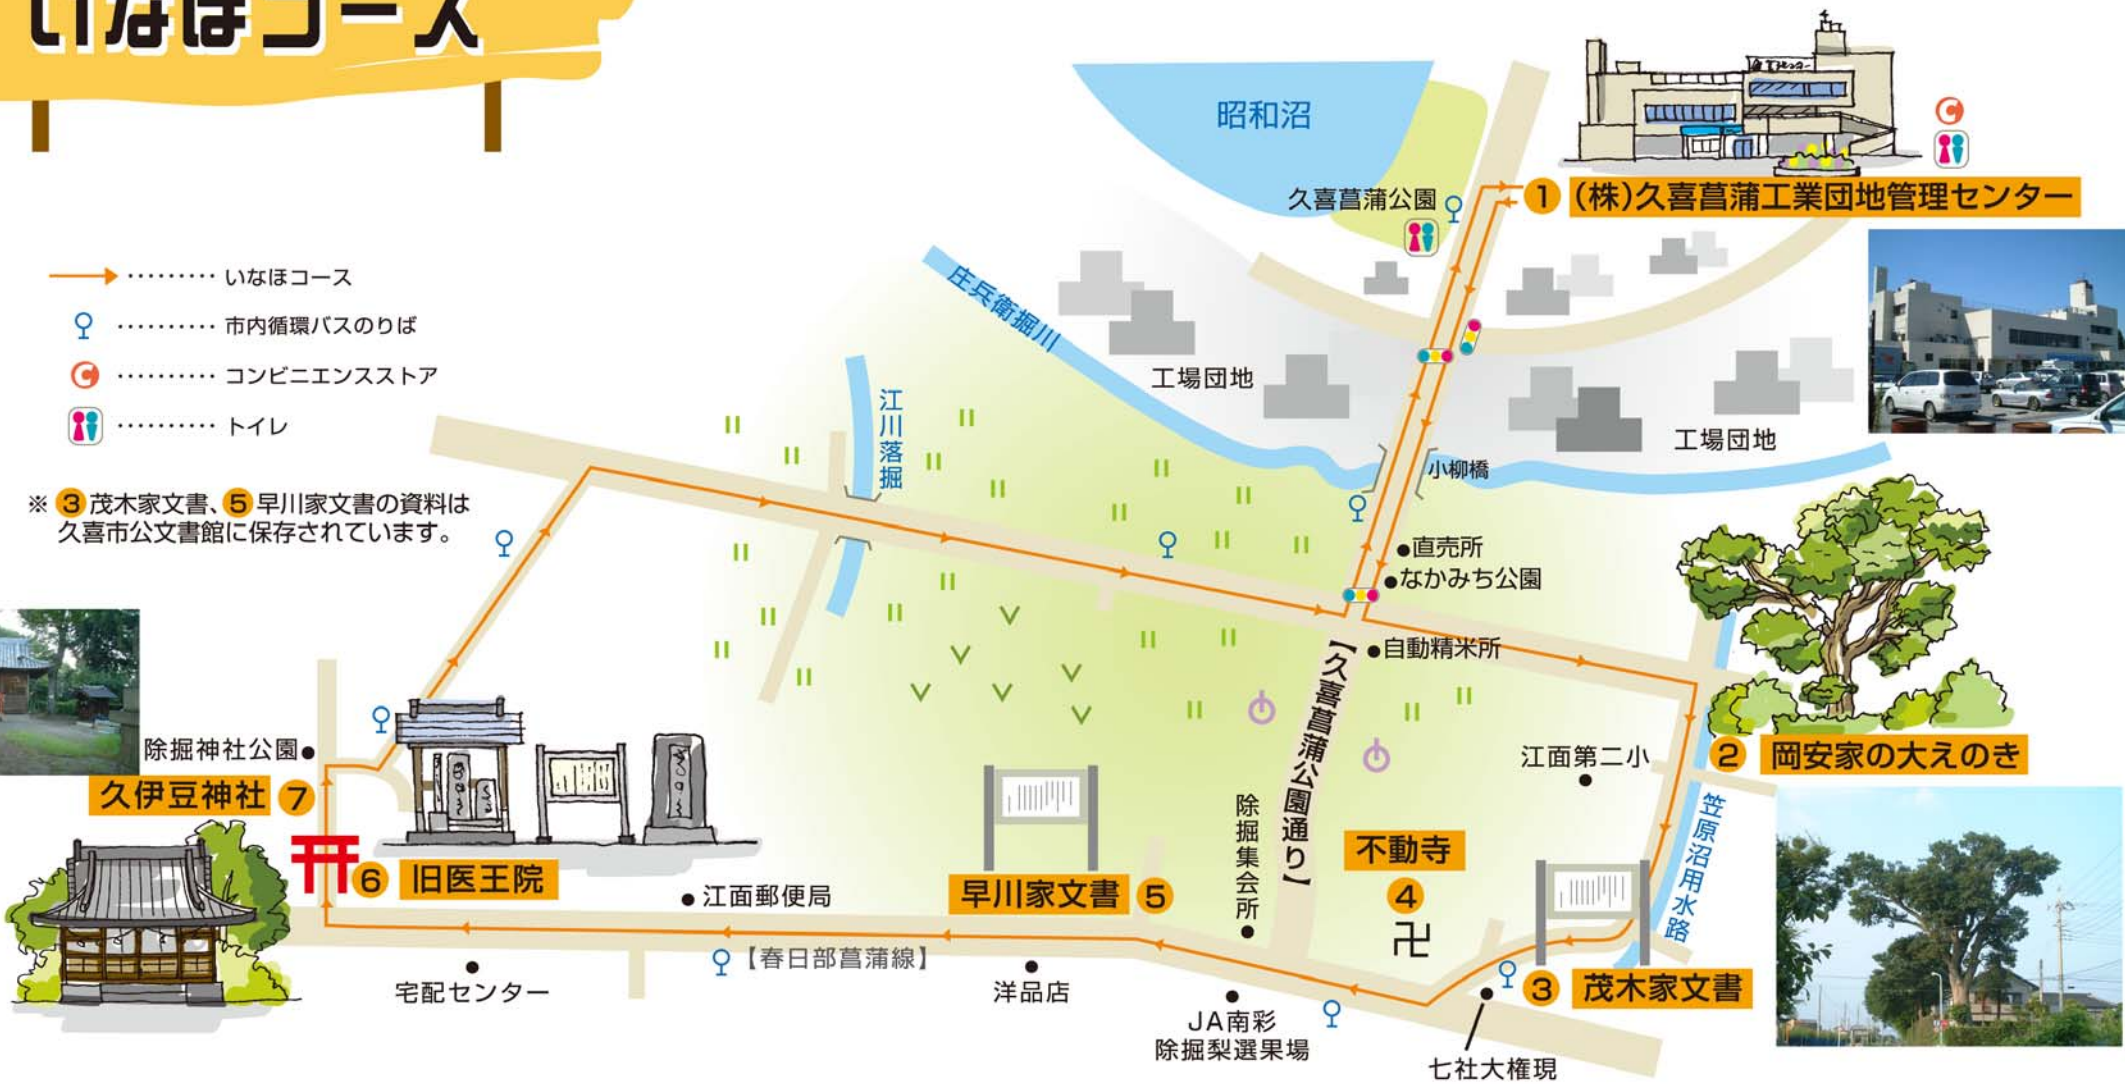 いなほコース
いなほコース
市内循環バスのりば
コンビニエンスストア
トイレ
※ ③ 茂木家文書、⑤ 早川家文書の資料は
久喜市公文書館に保存されています。
昭和沼
久喜菖蒲公園
① (株)久喜菖蒲工業団地管理センター
庄兵衛掘川
工場団地
工場団地
江川落掘
小柳橋
直売所
なかみち公園
自動精米所
【久喜菖蒲公園通り】
江面第二小
② 岡安家の大えのき
笠原沼用水路
除掘神社公園
久伊豆神社 ⑦
⑥ 旧医王院
江面郵便局
早川家文書 ⑤
除掘集会所
不動寺
④
卍
③ 茂木家文書
【春日部菖蒲線】
宅配センター
洋品店
JA南彩
除掘梨選果場
七社大権現